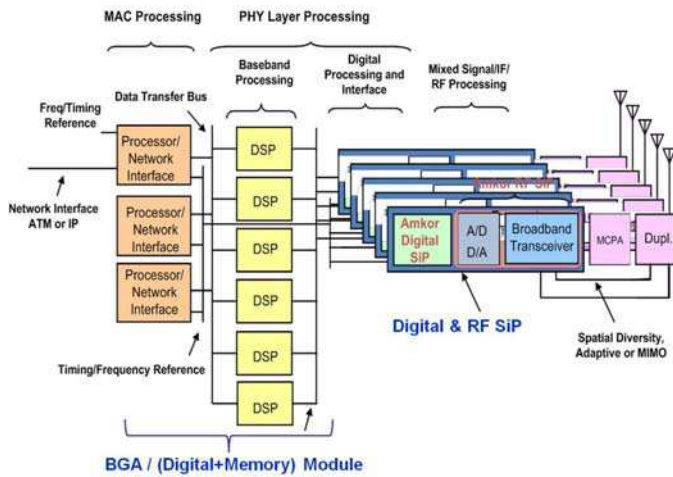 MAC Processing
PHY Layer Processing
Baseband
Processing
Digital
Processing and
Interface
Mixed Signal/IF/
RF Processing
Freq/Timing
Reference
Data Transfer Bus
Processor/
Network
Interface
Network Interface
ATM or IP
Processor/
Network
Interface
Processor/
Network
Interface
Timing/Frequency Reference
DSP
DSP
DSP
DSP
DSP
DSP
Amkor RF SiP
Amkor
Digital
SiP
A/D
D/A
Broadband
Transceiver
MCPA
Dupl.
Digital & RF SiP
Spatial Diversity,
Adaptive or MIMO
BGA / (Digital+Memory) Module